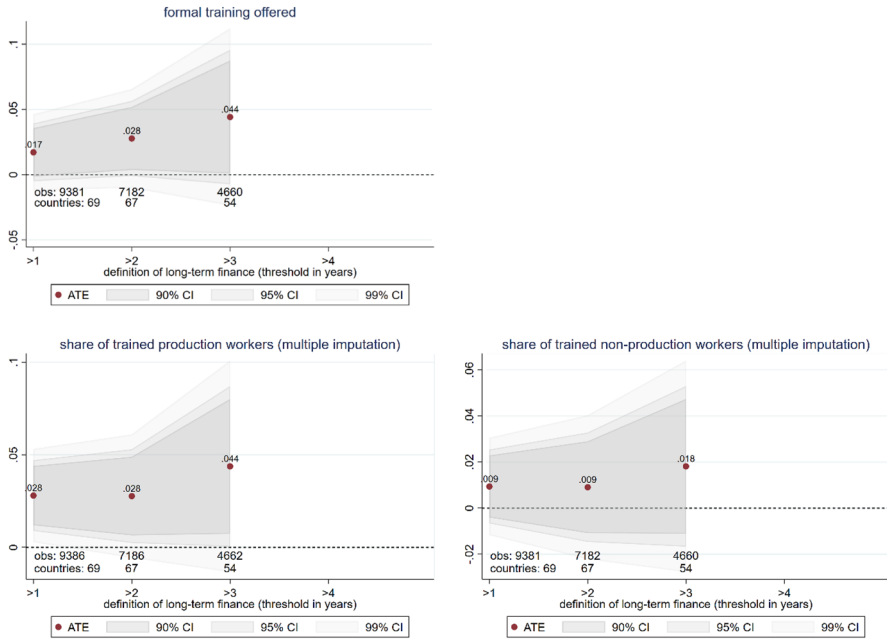 formal training offered
.1
.05
0
-.05
.017
.028
.044
obs: 9381 7182 4660
countries: 69 67 54
>1 >2 >3 >4
definition of long-term finance (threshold in years)
ATE 90% CI 95% CI 99% CI
share of trained production workers (multiple imputation)
.1
.05
0
.028
.028
.044
obs: 9386 7186 4662
countries: 69 67 54
>1 >2 >3 >4
definition of long-term finance (threshold in years)
ATE 90% CI 95% CI 99% CI
share of trained non-production workers (multiple imputation)
.06
.04
.02
0
-.02
.009
.009
.018
obs: 9381 7182 4660
countries: 69 67 54
>1 >2 >3 >4
definition of long-term finance (threshold in years)
ATE 90% CI 95% CI 99% CI